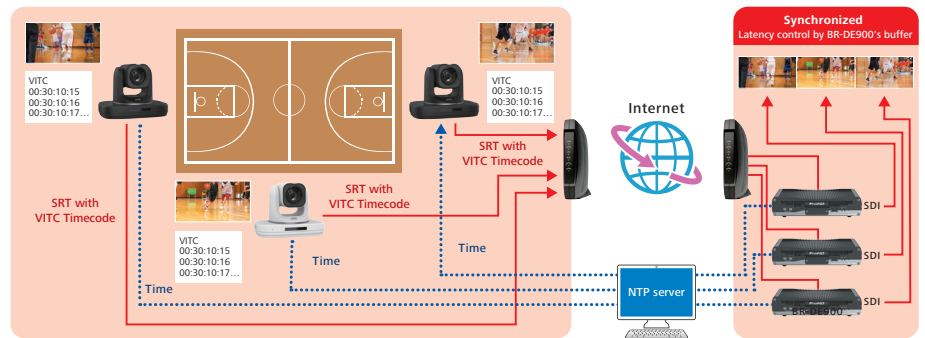 VITC
00:30:10:15
00:30:10:16
00:30:10:17…
VITC
00:30:10:15
00:30:10:16
00:30:10:17…
SRT with
VITC Timecode
SRT with
VITC Timecode
SRT with
VITC Timecode
VITC
00:30:10:15
00:30:10:16
00:30:10:17…
Time
Time
Time
Internet
NTP server
Synchronized
Latency control by BR-DE900's buffer
SDI
SDI
SDI
BR-DE900